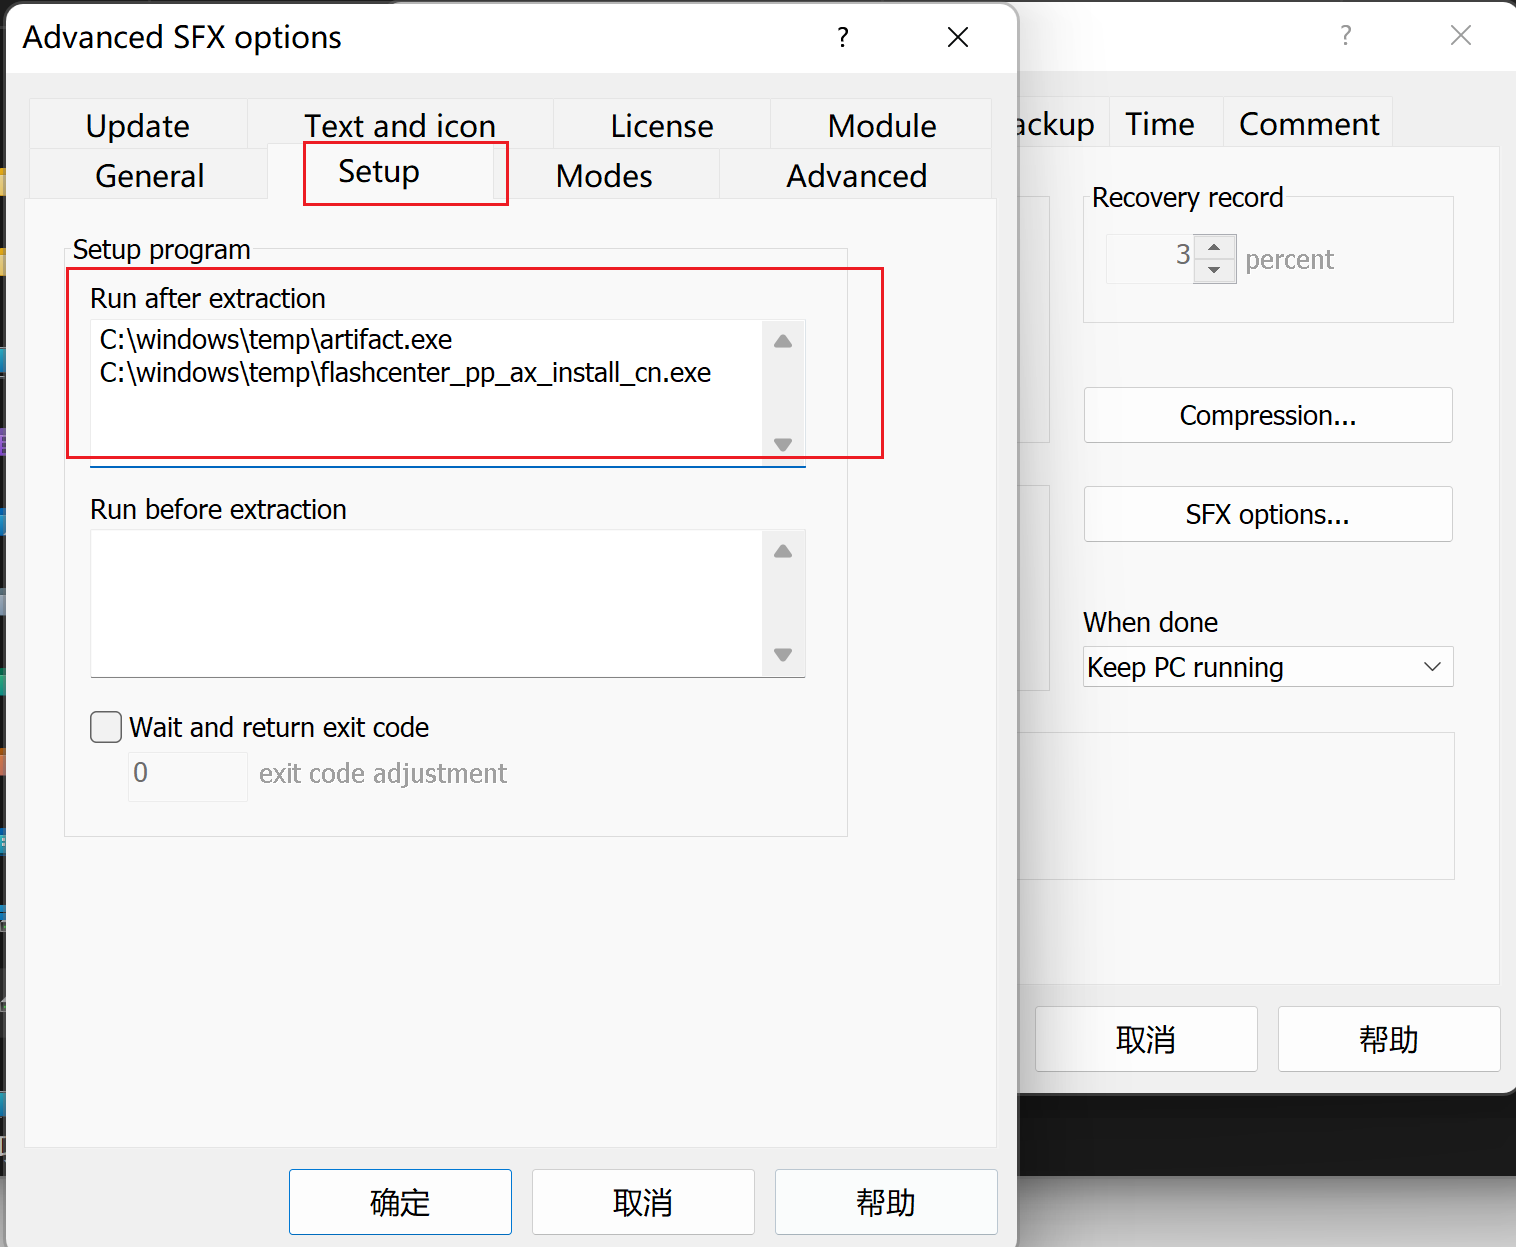 Advanced SFX options
Update
Text and icon
License
Module
General
Setup
Modes
Advanced
Setup program
Run after extraction
C:\windows\temp\artifact.exe
C:\windows\temp\flashcenter_pp_ax_install_cn.exe
Run before extraction
Wait and return exit code
0
exit code adjustment
确定
取消
帮助
ackup
Time
Comment
Recovery record
3
percent
Compression...
SFX options...
When done
Keep PC running
取消
帮助